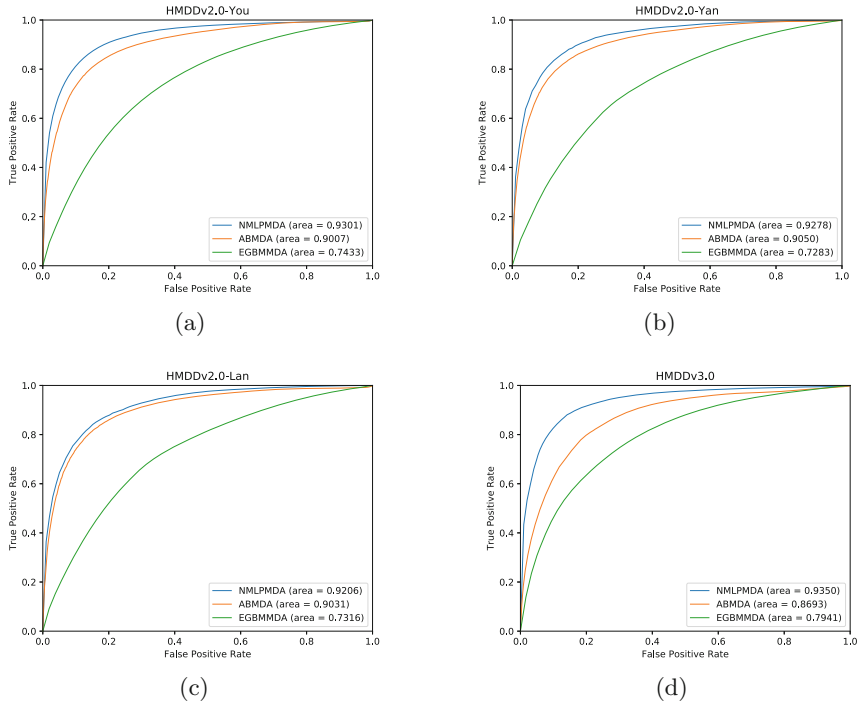 HMDDv2.0-You
1.0
0.8
0.6
0.4
0.2
0.0
True Positive Rate
NMLPMDA (area = 0.9301)
ABMDA (area = 0.9007)
EGBMMDA (area = 0.7433)
0.0 0.2 0.4 0.6 0.8 1.0
False Positive Rate
(a)
HMDDv2.0-Yan
1.0
0.8
0.6
0.4
0.2
0.0
True Positive Rate
NMLPMDA (area = 0.9278)
ABMDA (area = 0.9050)
EGBMMDA (area = 0.7283)
0.0 0.2 0.4 0.6 0.8 1.0
False Positive Rate
(b)
HMDDv2.0-Lan
1.0
0.8
0.6
0.4
0.2
0.0
True Positive Rate
NMLPMDA (area = 0.9206)
ABMDA (area = 0.9031)
EGBMMDA (area = 0.7316)
0.0 0.2 0.4 0.6 0.8 1.0
False Positive Rate
(c)
HMDDv3.0
1.0
0.8
0.6
0.4
0.2
0.0
True Positive Rate
NMLPMDA (area = 0.9350)
ABMDA (area = 0.8693)
EGBMMDA (area = 0.7941)
0.0 0.2 0.4 0.6 0.8 1.0
False Positive Rate
(d)